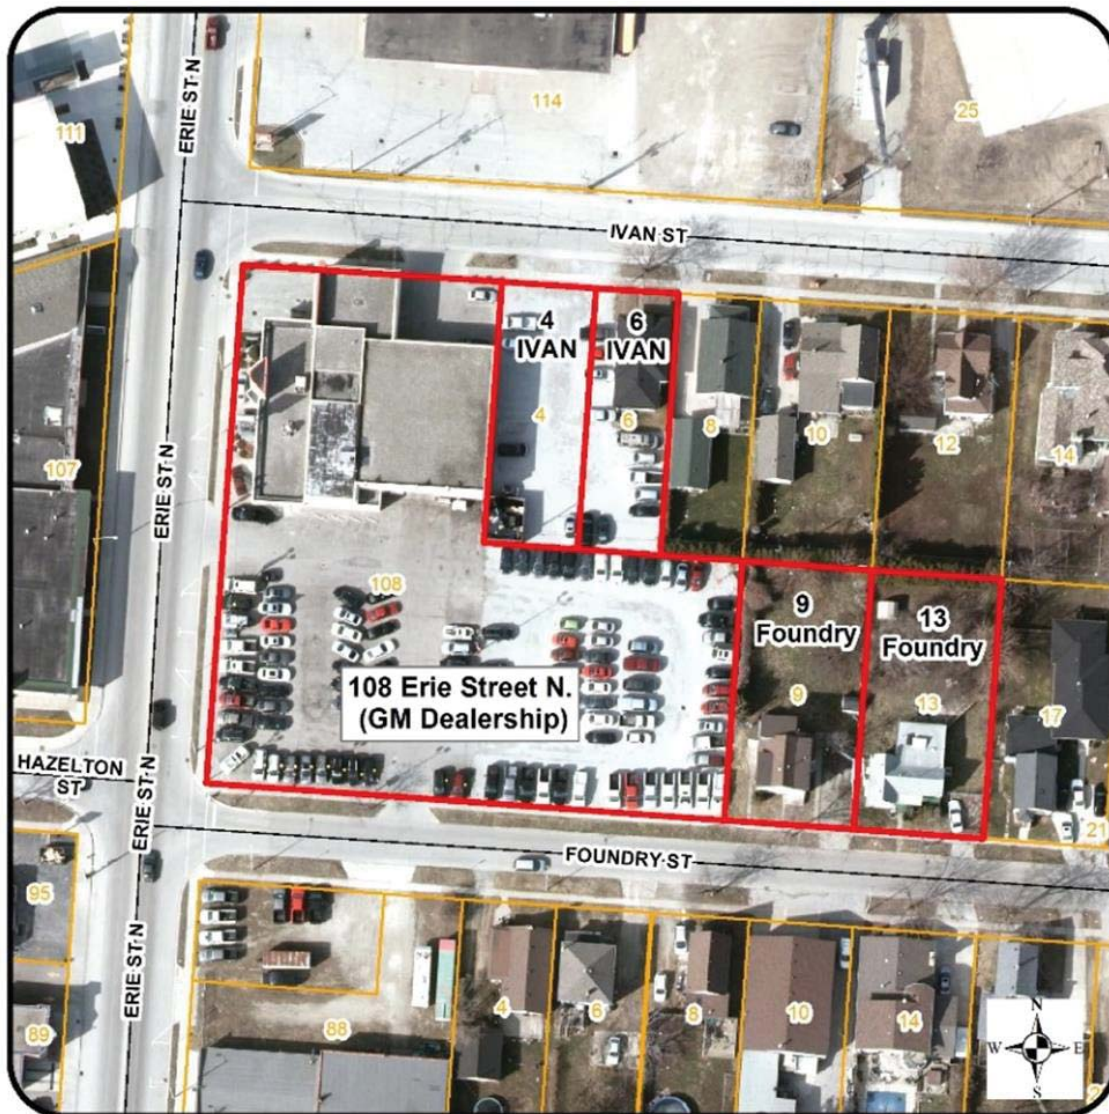 ERIE ST N
114
25
111
IVAN ST
4
IVAN
6
IVAN
4
6
8
10
12
14
107
ERIE ST N
108
9
Foundry
13
Foundry
108 Erie Street N.
(GM Dealership)
9
13
17
HAZELTON
ST
ERIE ST N
21
FOUNDRY ST
95
ERIE ST N
4
6
8
10
14
88
89
N
W
E
S